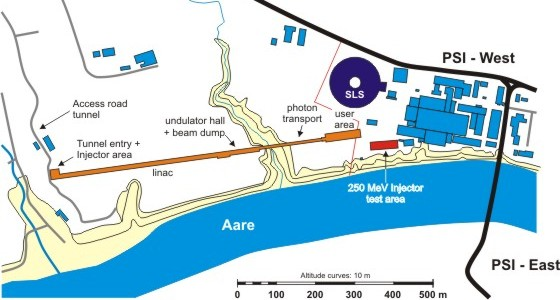 PSI - West
SLS
Access road
tunnel
undulator hall
+ beam dump
photon
transport
user
area
Tunnel entry +
Injector area
linac
250 MeV Injector
test area
Aare
PSI - East
Altitude curves: 10 m
0 100 200 300 400 500 m